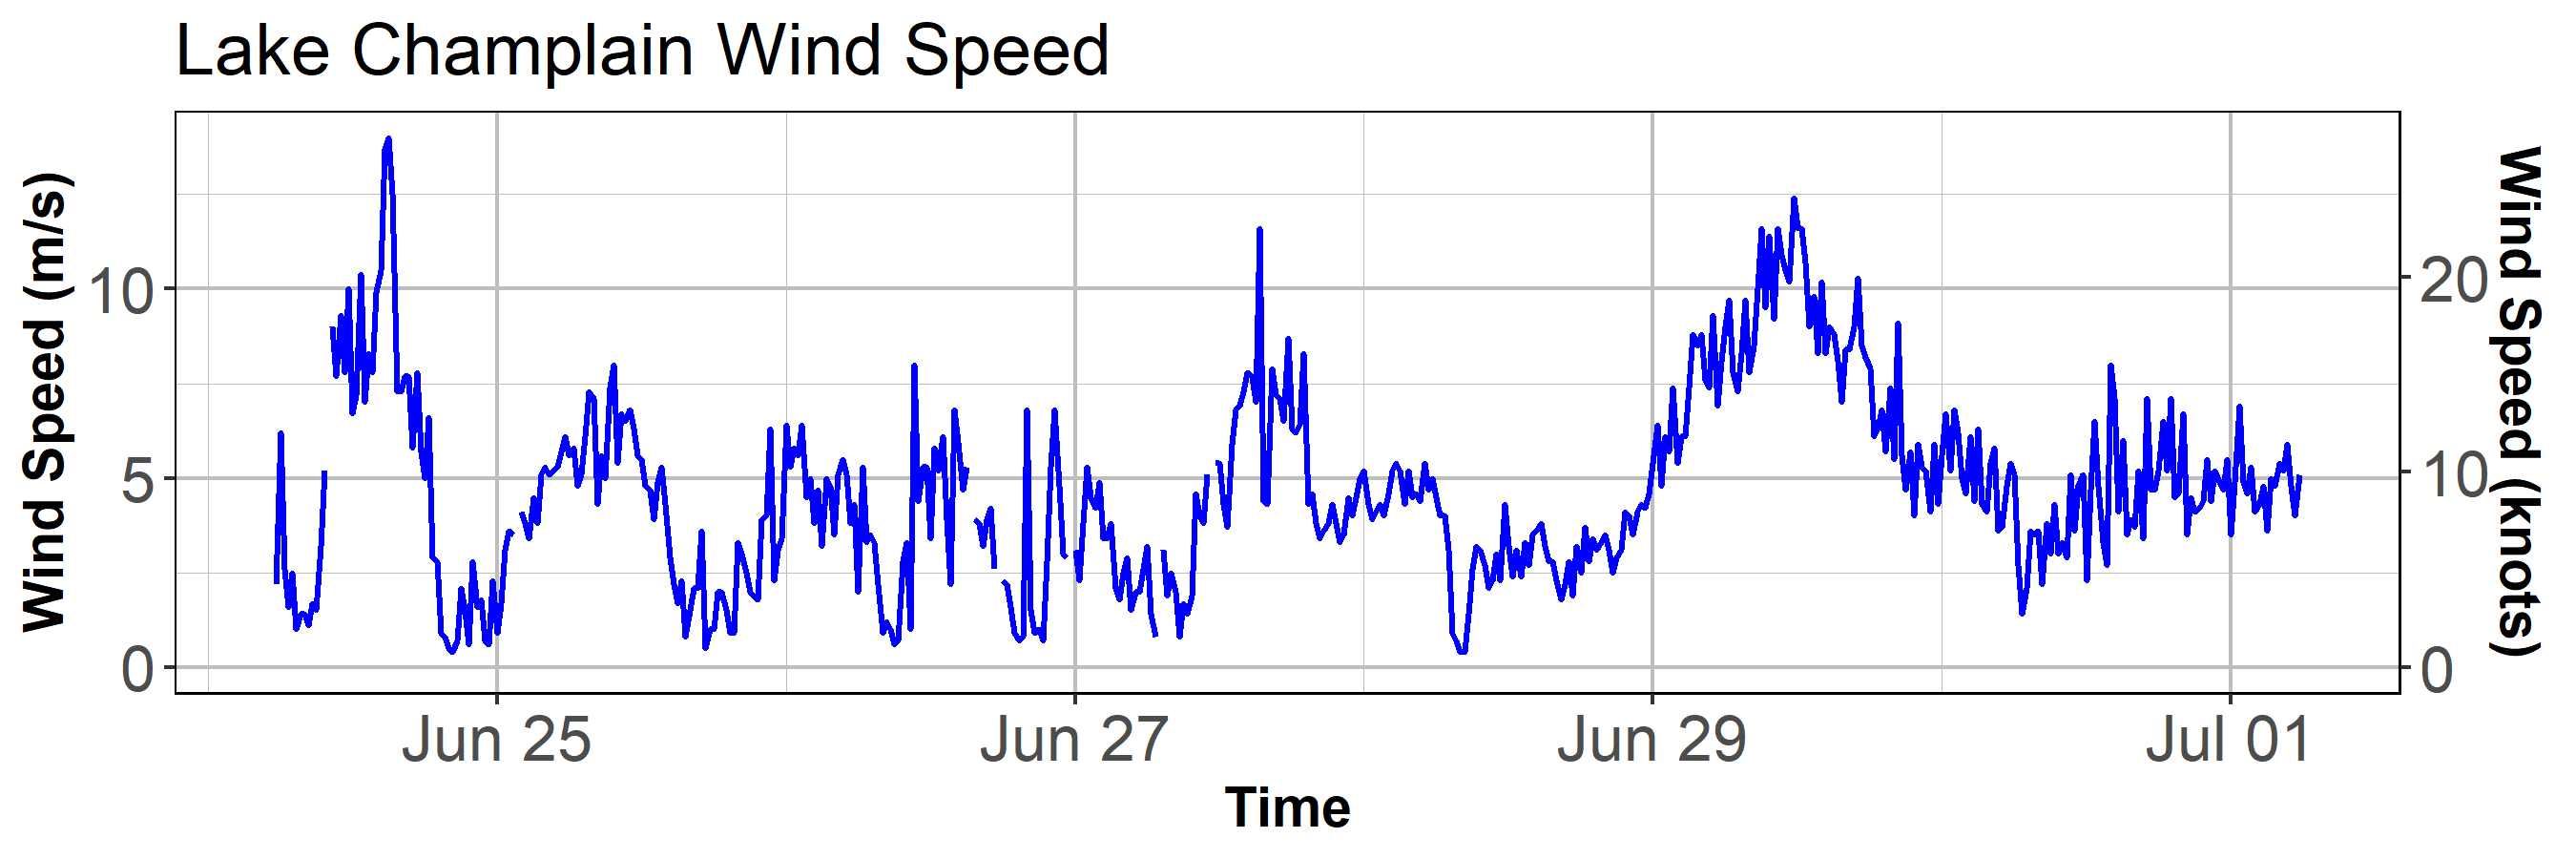 Lake Champlain Wind Speed
Wind Speed (m/s)
10
5
0
Wind Speed (knots)
20
10
0
Jun 25
Jun 27
Jun 29
Jul 01
Time